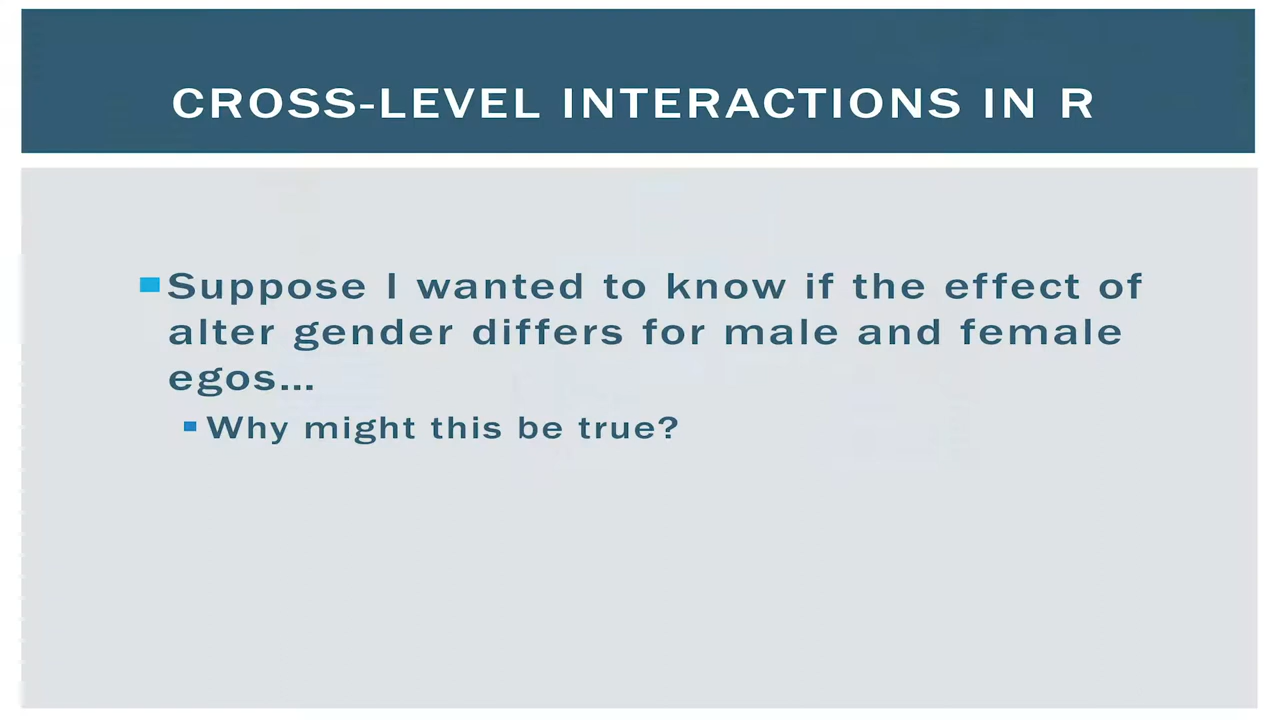 CROSS-LEVEL INTERACTIONS IN R
Suppose I wanted to know if the effect of
alter gender differs for male and female
egos...
Why might this be true?